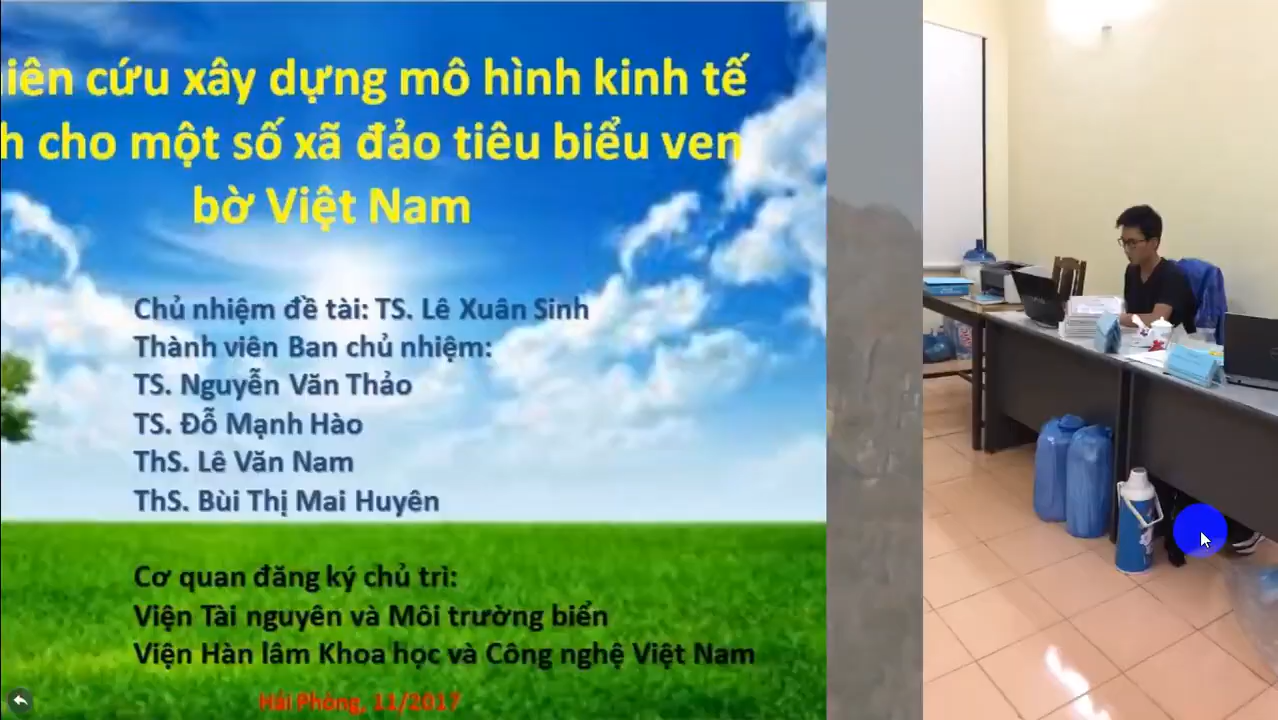 iên cứu xây dựng mô hình kinh tế
h cho một số xã đảo tiêu biểu ven
bờ Việt Nam
Chủ nhiệm đề tài: TS. Lê Xuân Sinh
Thành viên Ban chủ nhiệm:
TS. Nguyễn Văn Thảo
TS. Đỗ Mạnh Hào
ThS. Lê Văn Nam
ThS. Bùi Thị Mai Huyên
Cơ quan đăng ký chủ trì:
Viện Tài nguyên và Môi trường biển
Viện Hàn lâm Khoa học và Công nghệ Việt Nam
Hải Phòng, 11/2017